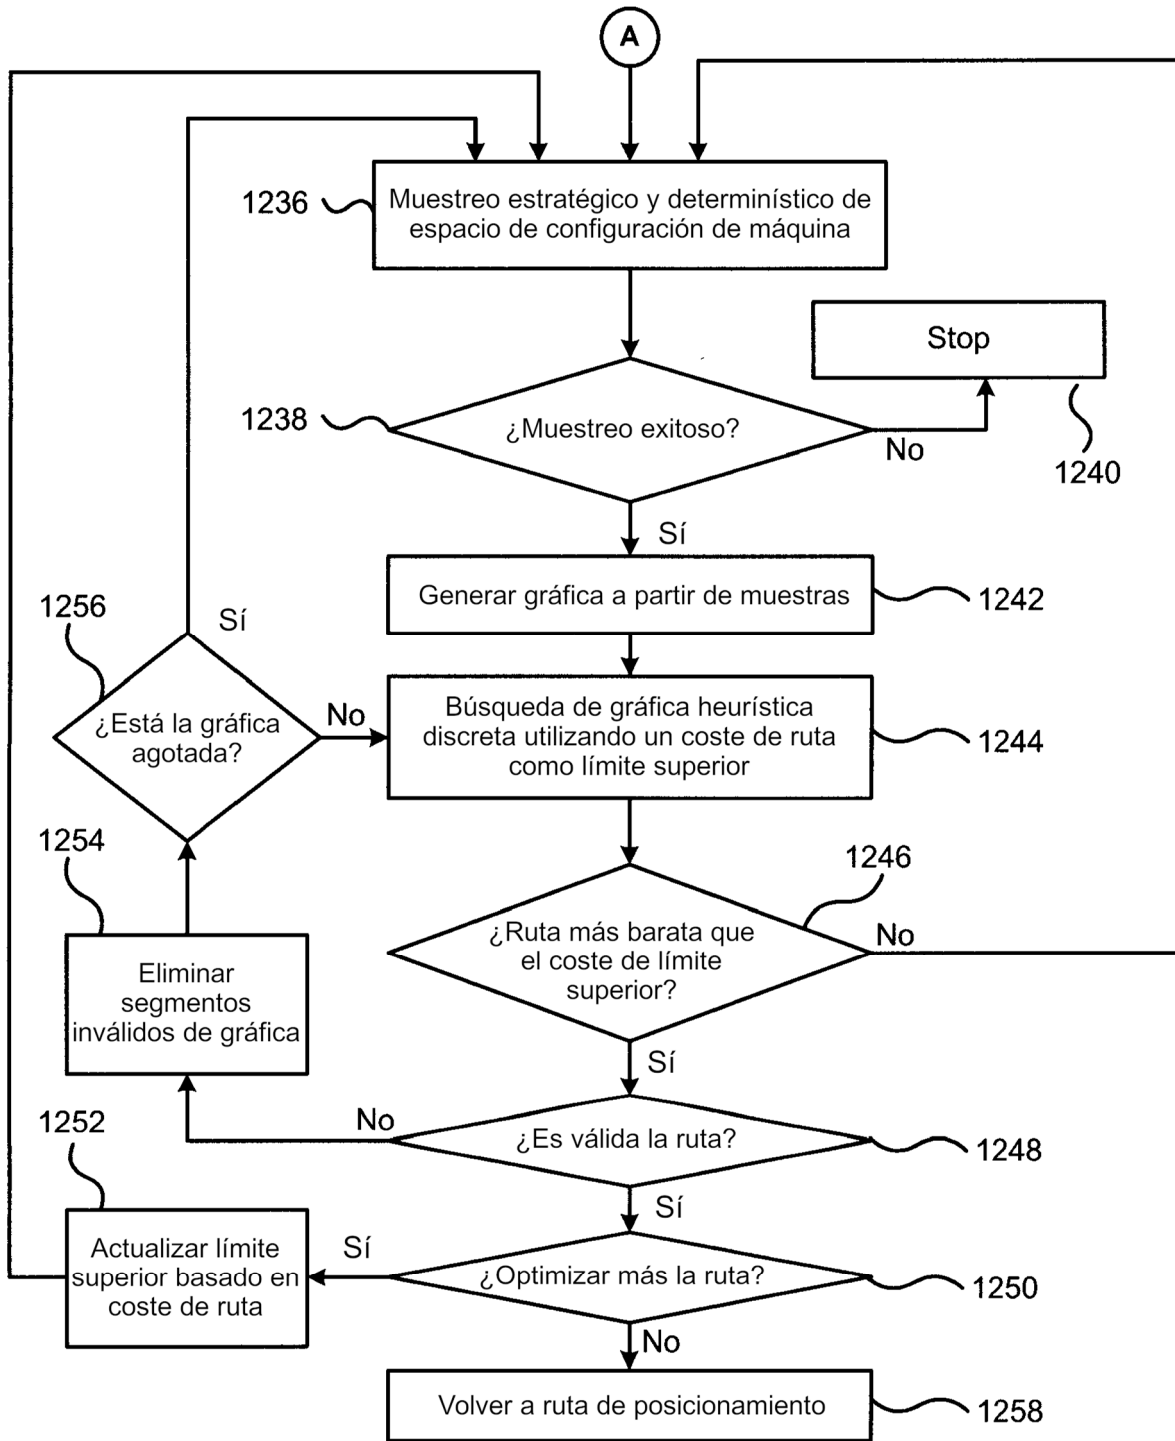 A
1236
Muestreo estratégico y determinístico de
espacio de configuración de máquina
Stop
1240
1238
¿Muestreo exitoso?
No
Sí
Generar gráfica a partir de muestras
1242
1256
Sí
¿Está la gráfica
agotada?
No
Búsqueda de gráfica heurística
discreta utilizando un coste de ruta
como límite superior
1244
1254
Eliminar
segmentos
inválidos de gráfica
1246
¿Ruta más barata que
el coste de límite
superior?
No
Sí
No
¿Es válida la ruta?
1248
Sí
1252
Actualizar límite
superior basado en
coste de ruta
Sí
¿Optimizar más la ruta?
1250
No
Volver a ruta de posicionamiento
1258